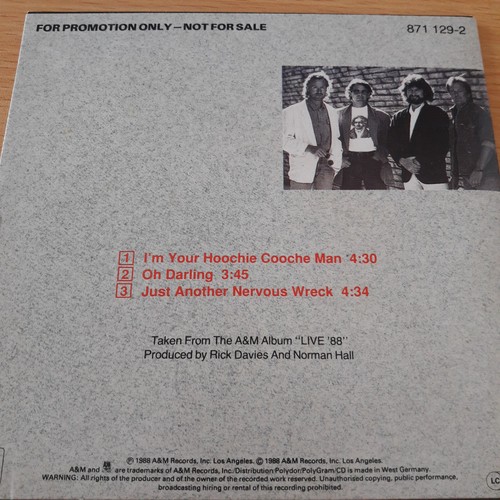 FOR PROMOTION ONLY — NOT FOR SALE
871 129-2
1 I'm Your Hoochie Cooche Man 4:30
2 Oh Darling 3:45
3 Just Another Nervous Wreck 4:34
Taken From The A&M Album "LIVE '88"
Produced by Rick Davies And Norman Hall
℗ 1988 A&M Records, Inc. Los Angeles. © 1988 A&M Records, Inc. Los Angeles.
A&M and are trademarks of A&M Records, Inc/Distribution:Polydor/PolyGram/CD is made in West Germany.
WARNING: All rights of the producer and of the owner of the recorded work reserved. Unauthorised copying, public performance,
broadcasting hiring or rental of this recording prohibited.